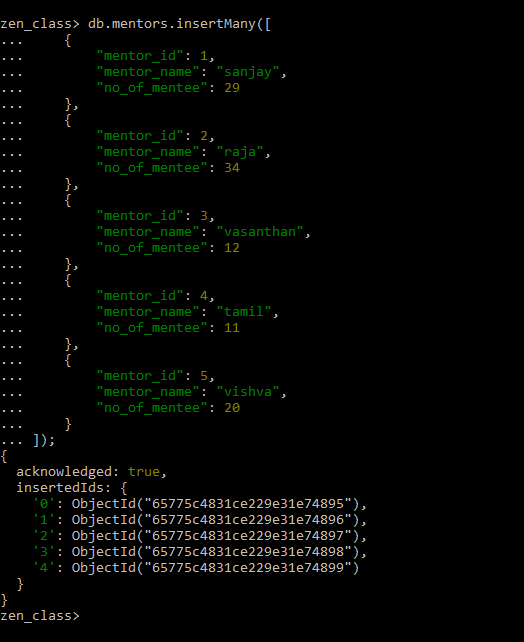 zen_class> db.mentors.insertMany([
...     {
...         "mentor_id": 1,
...         "mentor_name": "sanjay",
...         "no_of_mentee": 29
...     },
...     {
...         "mentor_id": 2,
...         "mentor_name": "raja",
...         "no_of_mentee": 34
...     },
...     {
...         "mentor_id": 3,
...         "mentor_name": "vasanthan",
...         "no_of_mentee": 12
...     },
...     {
...         "mentor_id": 4,
...         "mentor_name": "tamil",
...         "no_of_mentee": 11
...     },
...     {
...         "mentor_id": 5,
...         "mentor_name": "vishva",
...         "no_of_mentee": 20
...     }
... ]);
{
  acknowledged: true,
  insertedIds: {
    '0': ObjectId("65775c4831ce229e31e74895"),
    '1': ObjectId("65775c4831ce229e31e74896"),
    '2': ObjectId("65775c4831ce229e31e74897"),
    '3': ObjectId("65775c4831ce229e31e74898"),
    '4': ObjectId("65775c4831ce229e31e74899")
  }
}
zen_class>